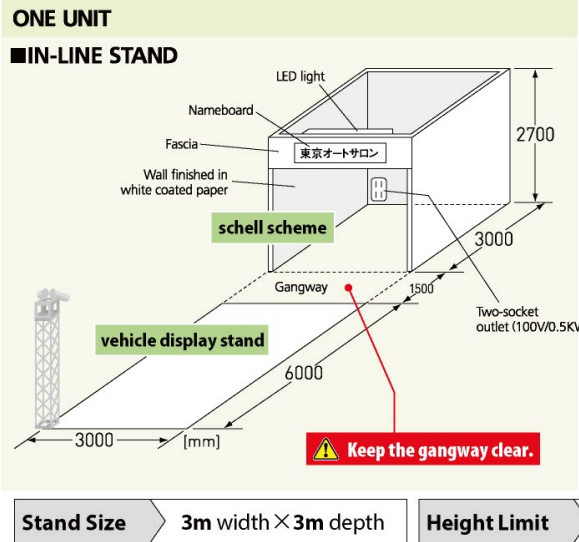 ONE UNIT
■IN-LINE STAND
LED light
Nameboard
Fascia
東京オートサロン
Wall finished in
white coated paper
2700
schell scheme
3000
Gangway
1500
Two-socket
outlet (100V/0.5KV
vehicle display stand
6000
3000
[mm]
Keep the gangway clear.
Stand Size
3m width×3m depth
Height Limit